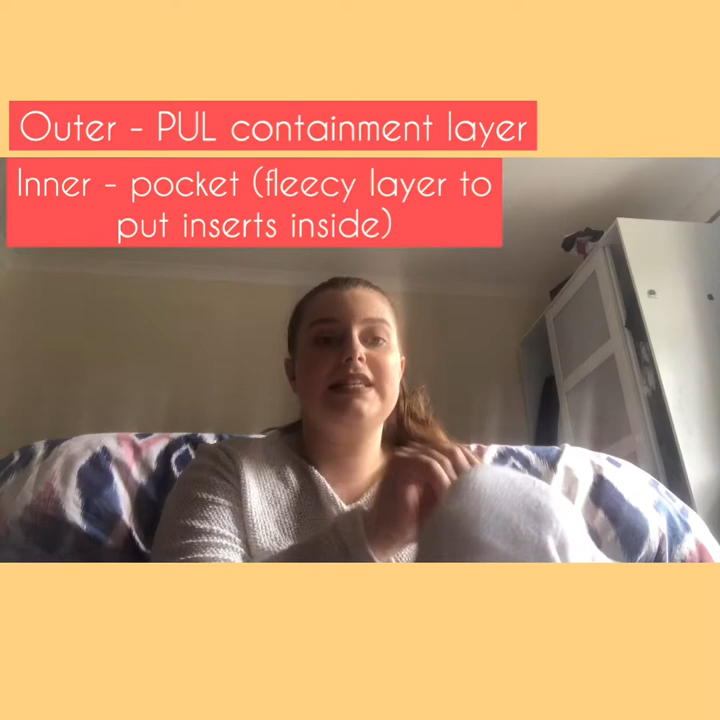 Outer - PUL containment layer
Inner - pocket (fleecy layer to
put inserts inside)